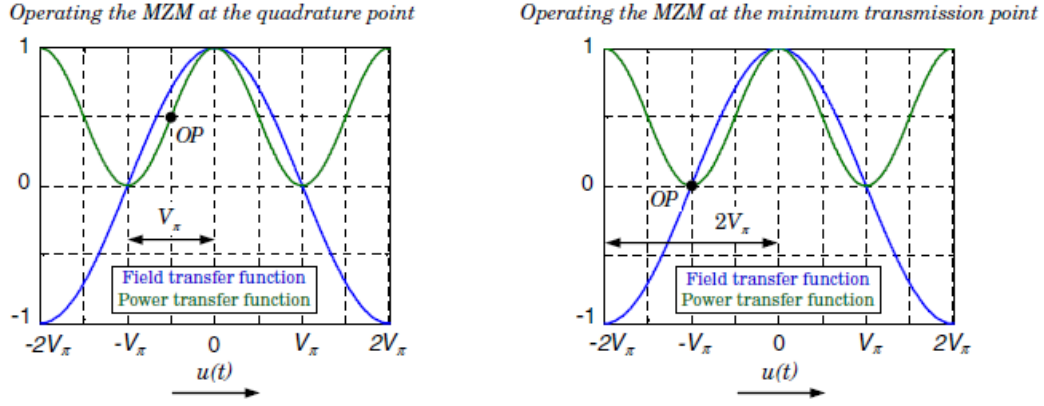 Operating the MZM at the quadrature point
1
0
-1
OP
Vπ
Field transfer function
Power transfer function
-2Vπ -Vπ 0 Vπ 2Vπ
u(t)
Operating the MZM at the minimum transmission point
1
0
-1
OP
2Vπ
Field transfer function
Power transfer function
-2Vπ -Vπ 0 Vπ 2Vπ
u(t)